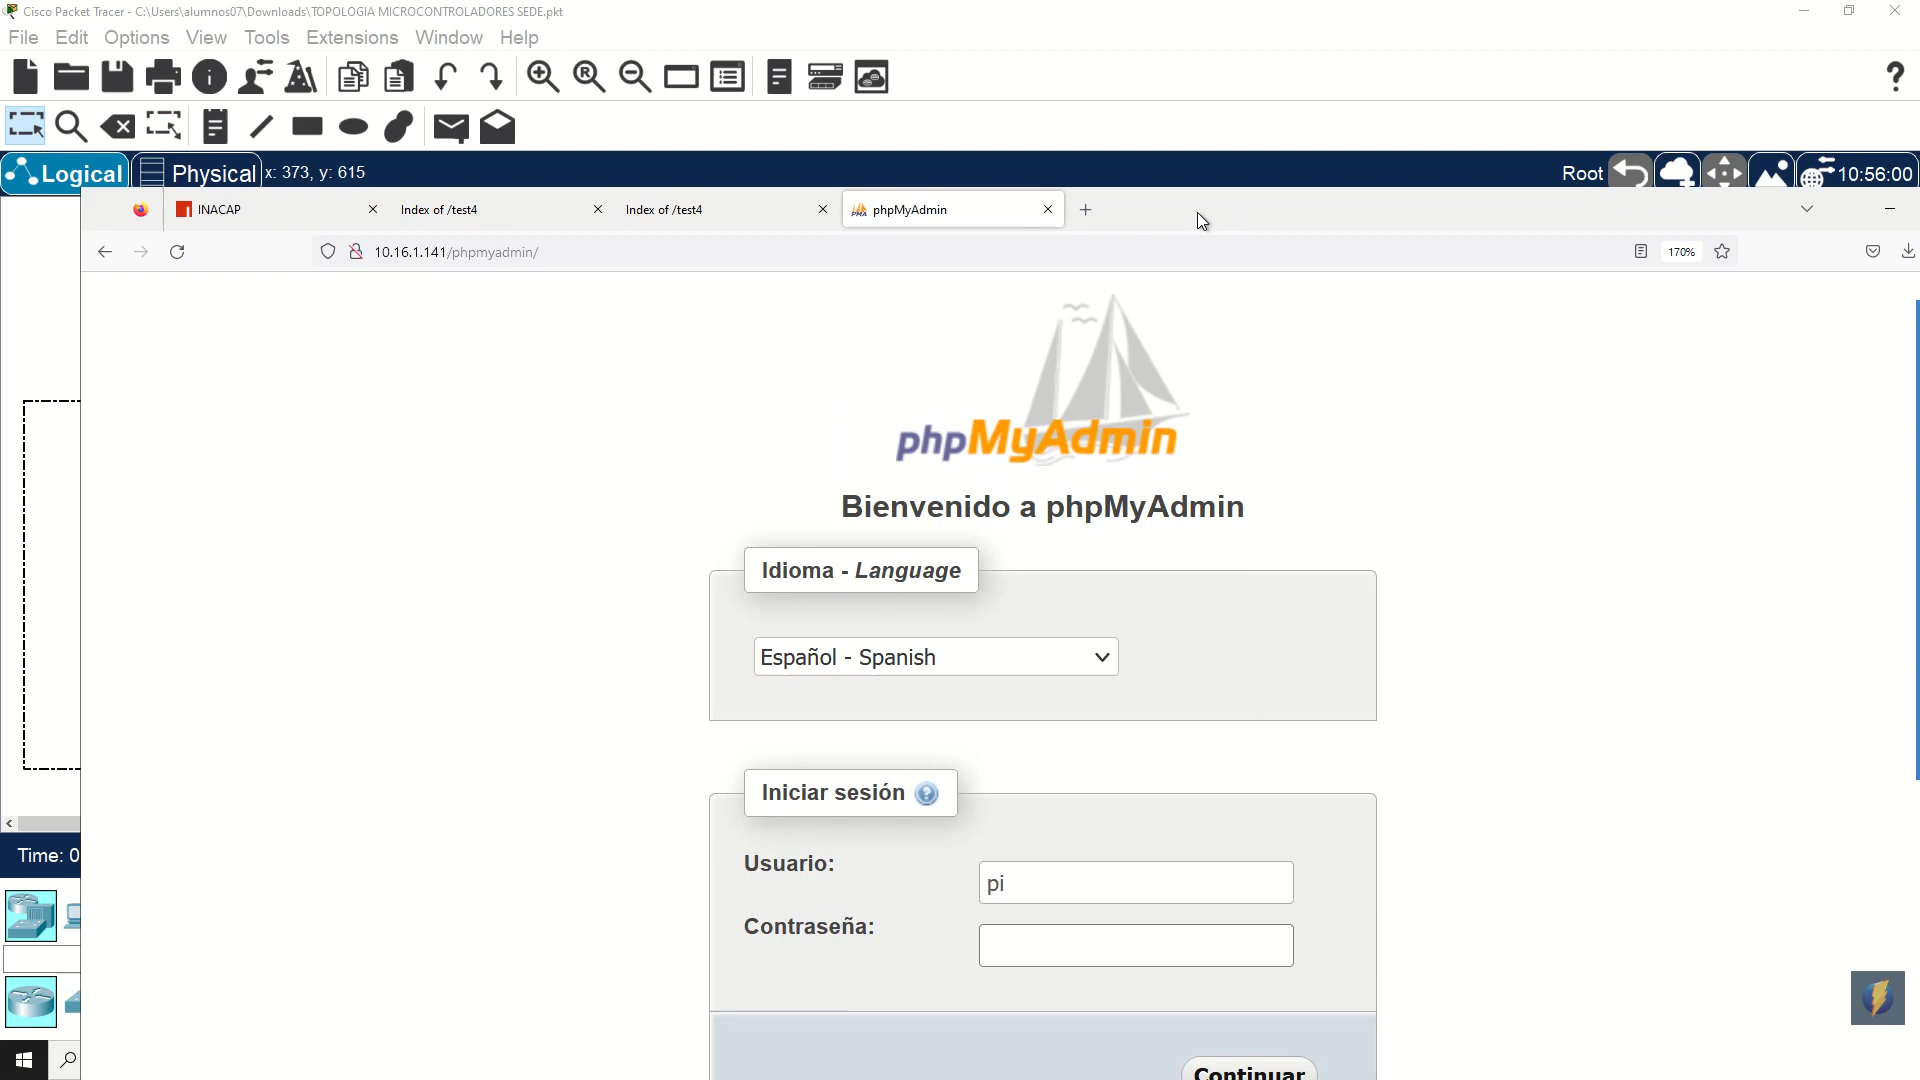 Cisco Packet Tracer - C:\Users\alumnos07\Downloads\TOPOLOGIA MICROCONTROLADORES SEDE.pkt
File Edit Options View Tools Extensions Window Help
Logical Physical x: 373, y: 615 Root 10:56:00
INACAP Index of /test4 Index of /test4 phpMyAdmin
10.16.1.141/phpmyadmin/ 170%
phpMyAdmin
Bienvenido a phpMyAdmin
Idioma - Language
Español - Spanish
Iniciar sesión
Usuario:
pi
Contraseña:
Time: 0
Continuar